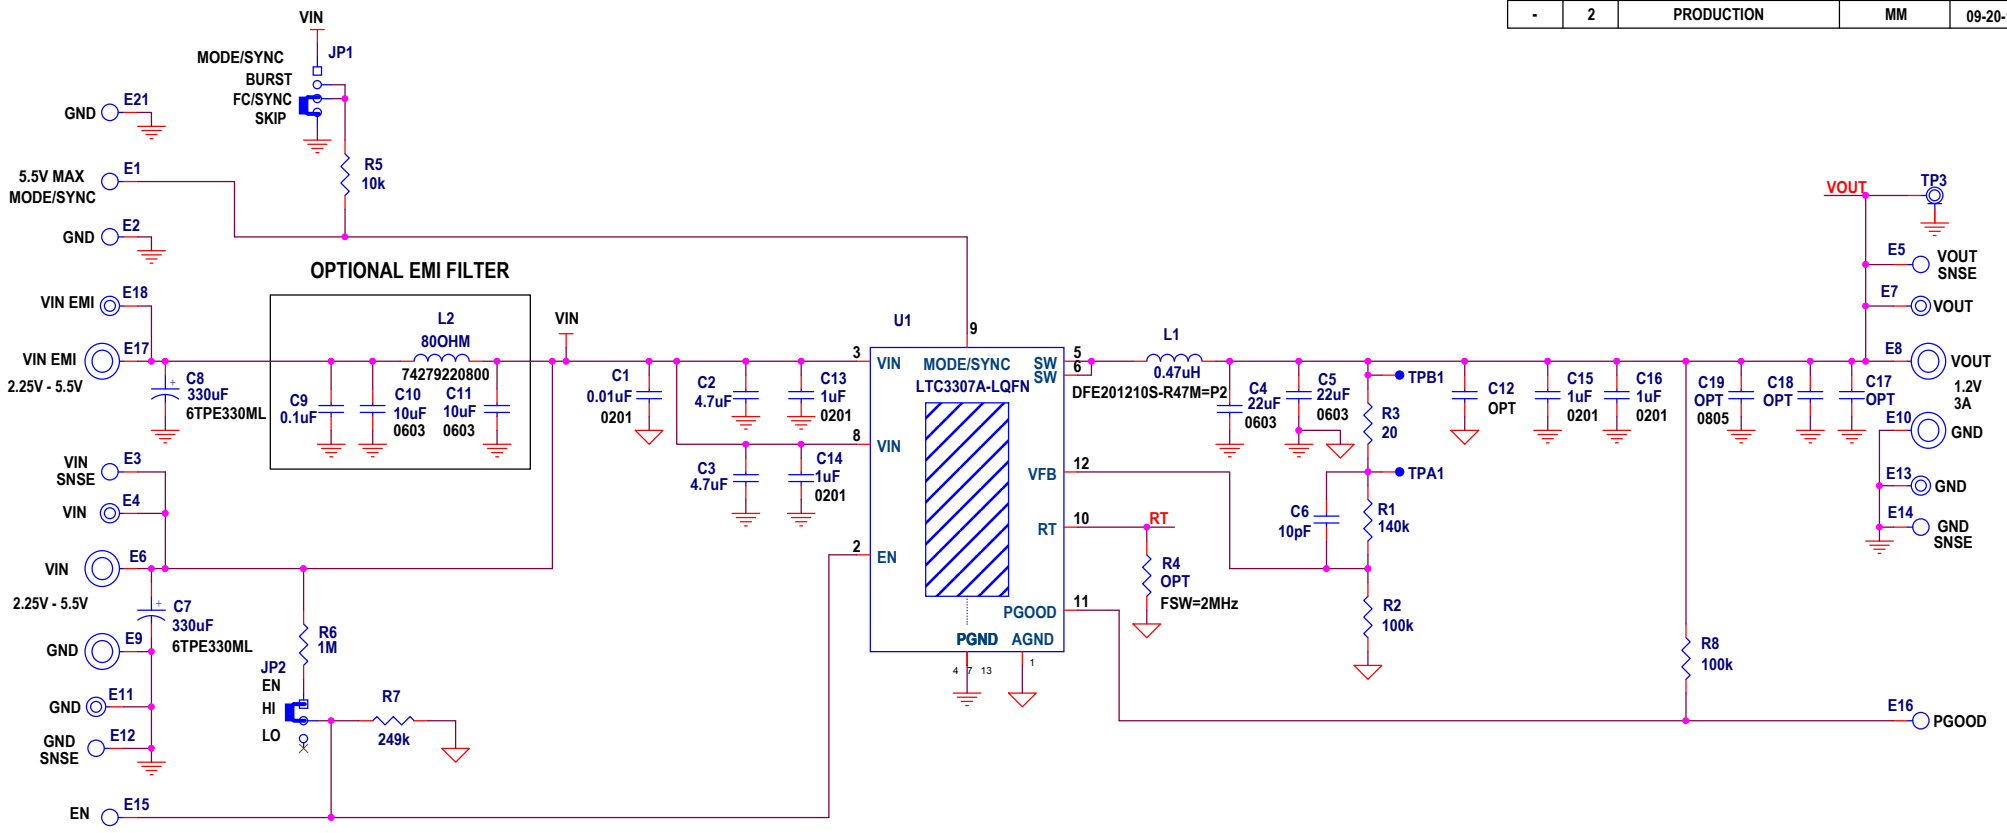 - 2 PRODUCTION MM 09-20-
VIN
JP1
MODE/SYNC
BURST
FC/SYNC
SKIP
GND E21
5.5V MAX
MODE/SYNC
E1
GND E2
R5
10k
OPTIONAL EMI FILTER
VIN EMI E18
VIN EMI E17
2.25V - 5.5V
C8
330uF
6TPE330ML
C9
0.1uF
C10
10uF
0603
L2
80OHM
74279220800
C11
10uF
0603
VIN
C1
0.01uF
0201
C2
4.7uF
C13
1uF
0201
C3
4.7uF
C14
1uF
0201
VIN
SNSE
E3
VIN E4
VIN E6
2.25V - 5.5V
C7
330uF
6TPE330ML
GND E9
GND E11
GND
SNSE
E12
EN E15
R6
1M
JP2
EN
HI
LO
R7
249k
U1
9
MODE/SYNC
LTC3307A-LQFN
3 VIN
8 VIN
2 EN
SW 5
SW 6
VFB 12
RT 10
PGOOD 11
PGND AGND
4 7 13 1
L1
0.47uH
DFE201210S-R47M=P2
C4
22uF
0603
C5
22uF
0603
TPB1
R3
20
TPA1
C6
10pF
R1
140k
R2
100k
RT
R4
OPT
FSW=2MHz
C12
OPT
C15
1uF
0201
C16
1uF
0201
C19
OPT
0805
C18
OPT
C17
OPT
R8
100k
VOUT
TP3
E5 VOUT
SNSE
E7 VOUT
E8 VOUT
1.2V
3A
E10 GND
E13 GND
E14 GND
SNSE
E16 PGOOD